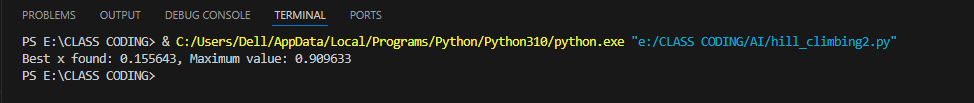 PROBLEMS OUTPUT DEBUG CONSOLE TERMINAL PORTS
PS E:\CLASS CODING> & C:/Users/Dell/AppData/Local/Programs/Python/Python310/python.exe "e:/CLASS CODING/AI/hill_climbing2.py"
Best x found: 0.155643, Maximum value: 0.909633
PS E:\CLASS CODING>